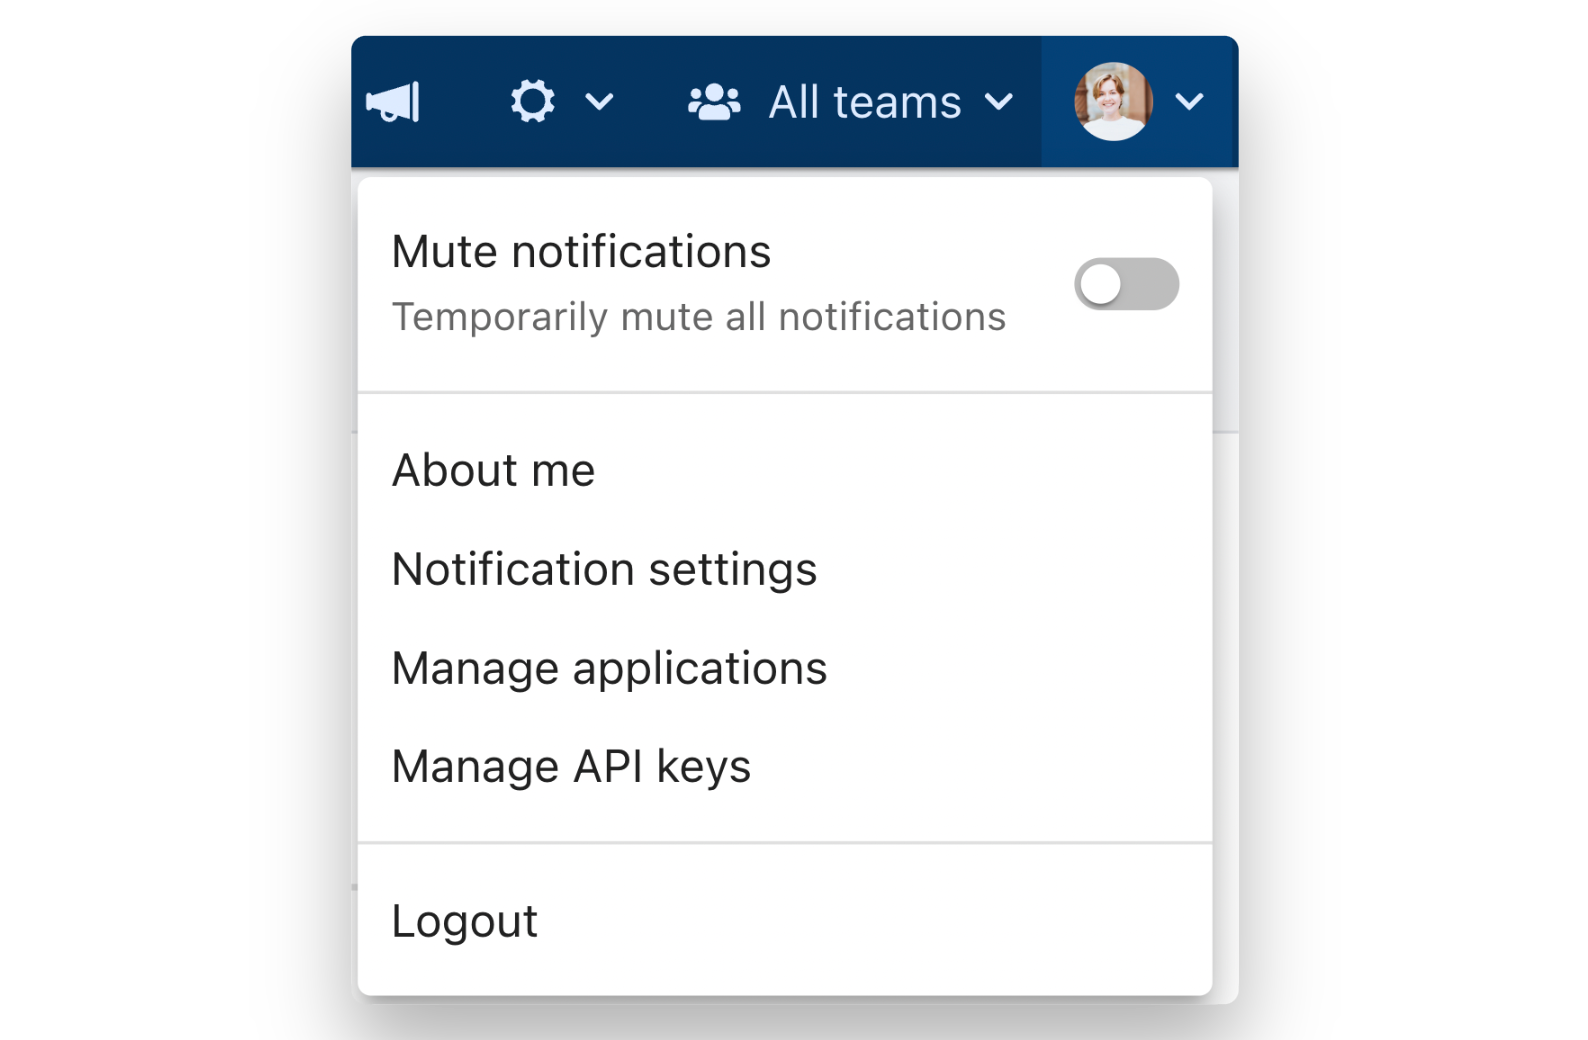 All teams
Mute notifications
Temporarily mute all notifications
About me
Notification settings
Manage applications
Manage API keys
Logout